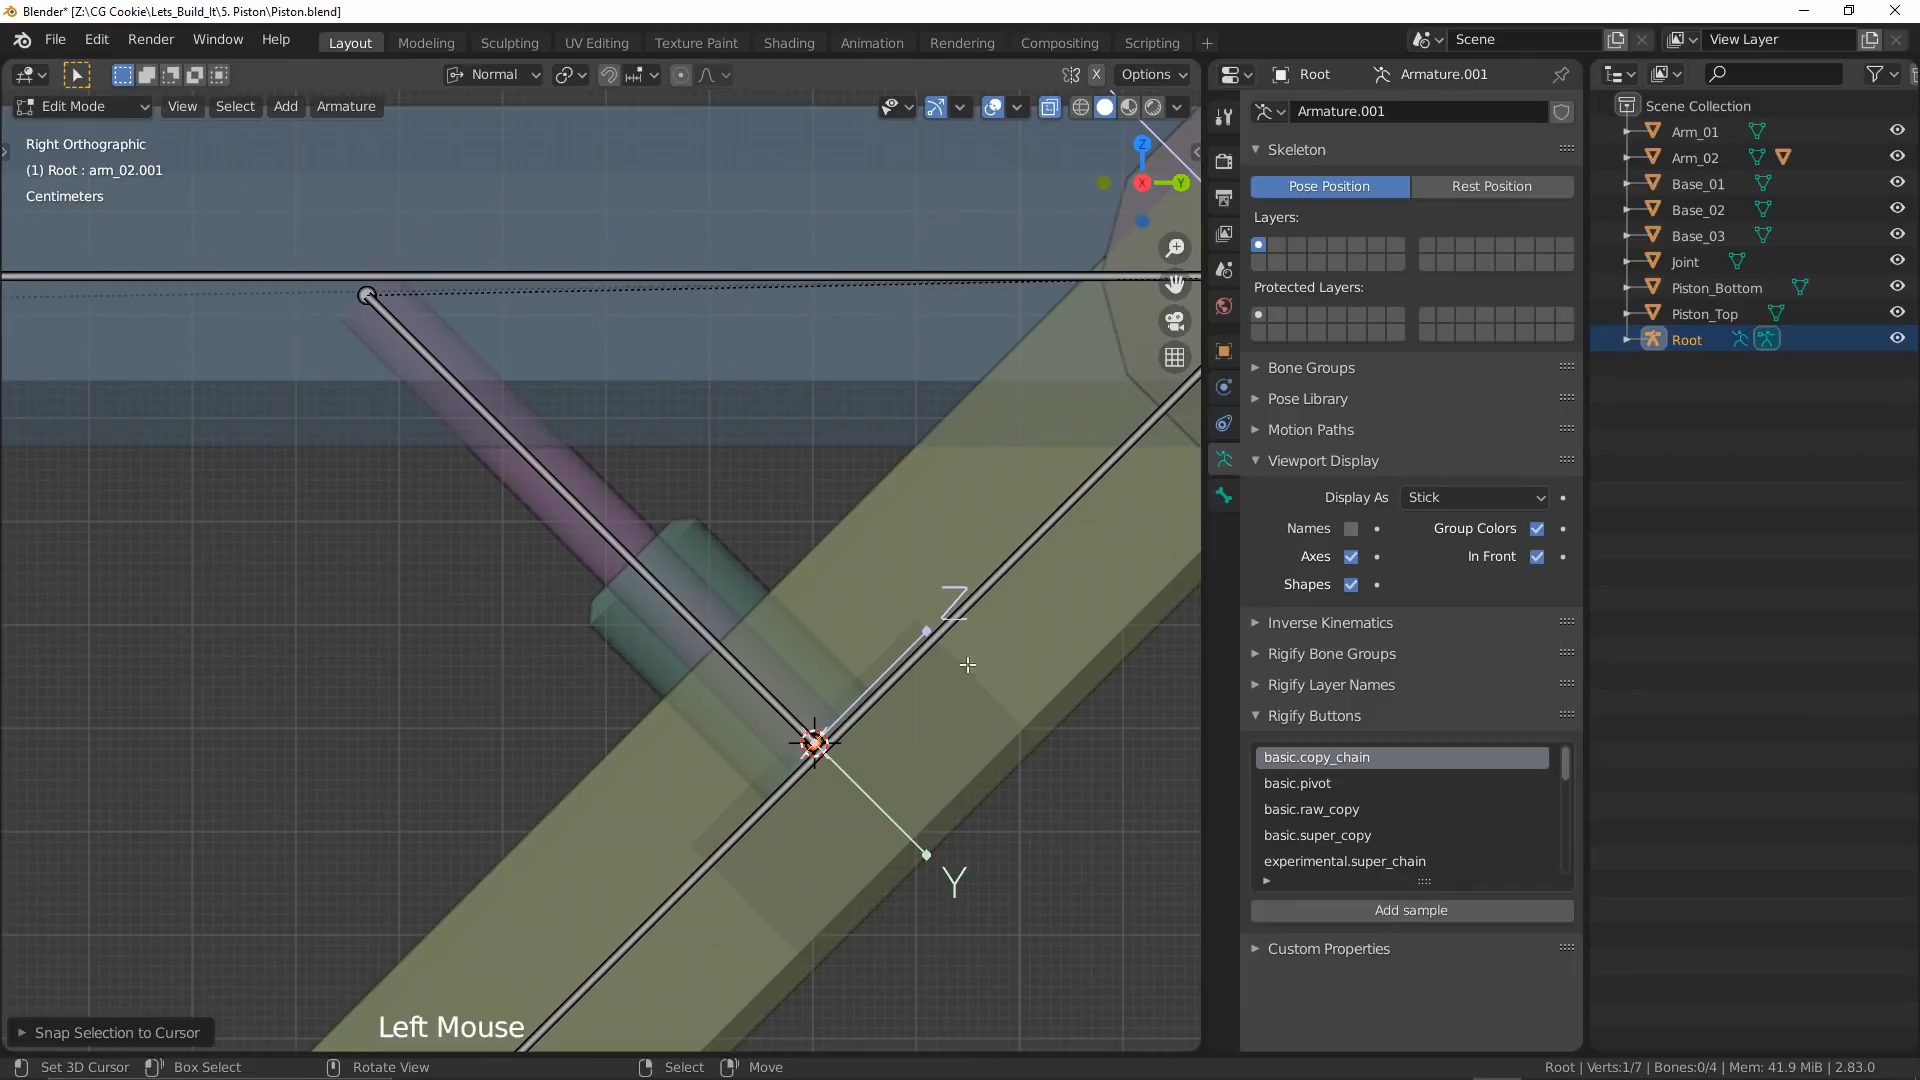 Blender* [Z:\CG Cookie\Lets_Build_It\5. Piston\Piston.blend]
File Edit Render Window Help Layout Modeling Sculpting UV Editing Texture Paint Shading Animation Rendering Compositing Scripting + Scene View Layer
Normal X Options Root Armature.001
Edit Mode View Select Add Armature
Armature.001
Scene Collection
Right Orthographic
(1) Root : arm_02.001
Centimeters
Z
X
Y
Z
Y
Skeleton
Pose Position Rest Position
Layers:
Protected Layers:
Bone Groups
Pose Library
Motion Paths
Viewport Display
Display As Stick
Names Group Colors
Axes In Front
Shapes
Inverse Kinematics
Rigify Bone Groups
Rigify Layer Names
Rigify Buttons
basic.copy_chain
basic.pivot
basic.raw_copy
basic.super_copy
experimental.super_chain
Add sample
Custom Properties
Arm_01
Arm_02
Base_01
Base_02
Base_03
Joint
Piston_Bottom
Piston_Top
Root
Snap Selection to Cursor
Left Mouse
Set 3D Cursor Box Select Rotate View Select Move Root | Verts:1/7 | Bones:0/4 | Mem: 41.9 MiB | 2.83.0